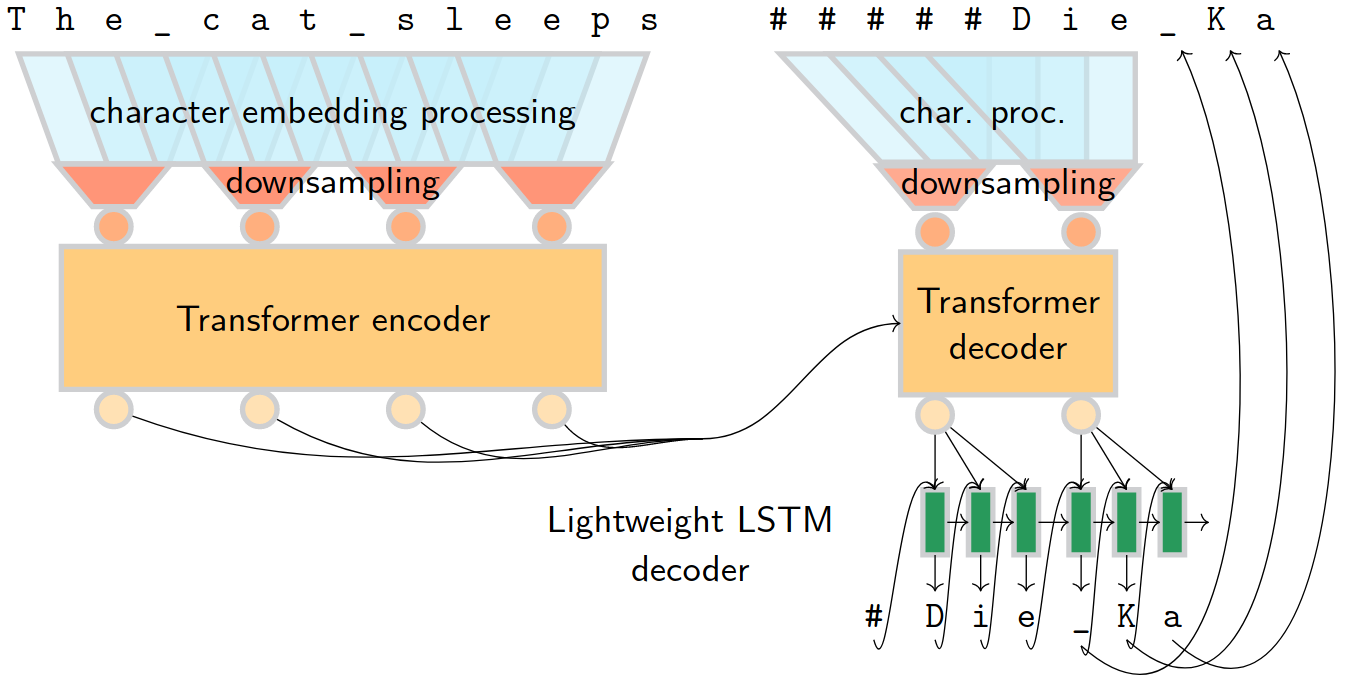 T h e _ c a t _ s l e e p s
# # # # # D i e _ K a
character embedding processing
char. proc.
downsampling
downsampling
Transformer encoder
Transformer
decoder
Lightweight LSTM
decoder
# D i e _ K a